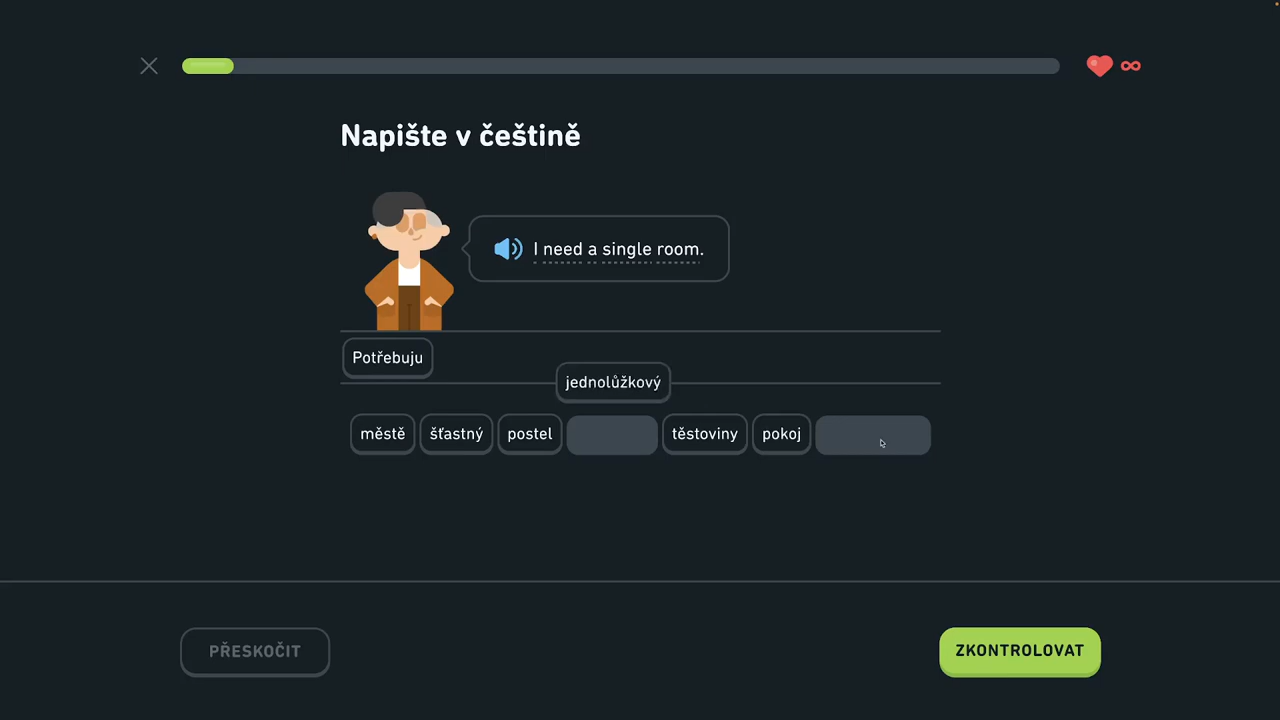 Napište v češtině
I need a single room.
Potřebuju
jednolůžkový
městě šťastný postel těstoviny pokoj
PŘESKOČIT ZKONTROLOVAT